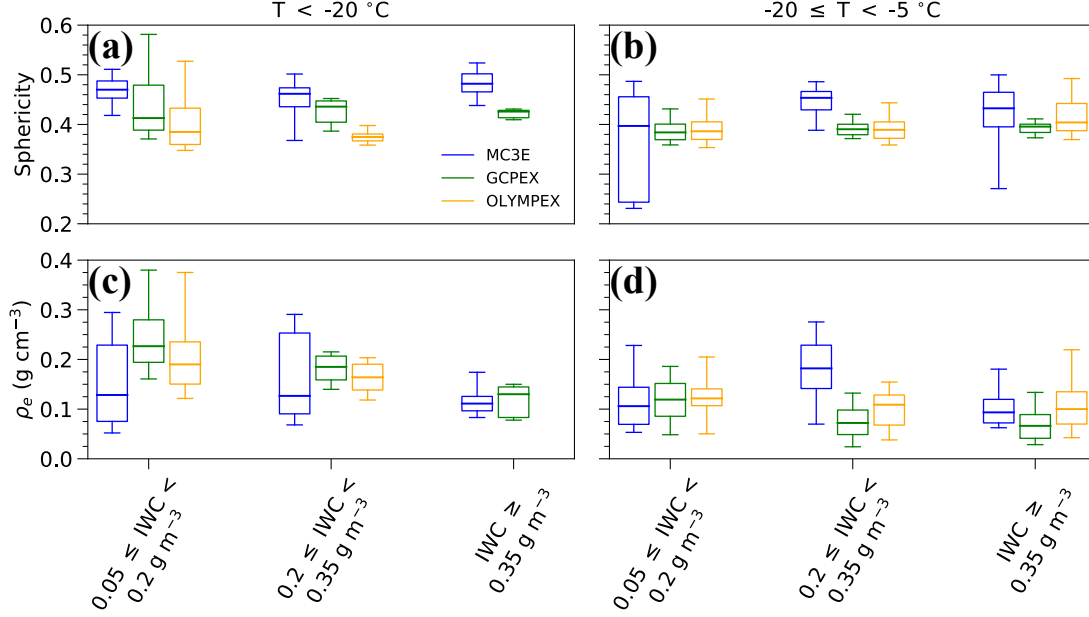 T < -20 °C
-20 ≤ T < -5 °C
(a)
(b)
Sphericity
0.6
0.5
0.4
0.3
0.2
MC3E
GCPEX
OLYMPEX
(c)
(d)
ρe (g cm−3)
0.4
0.3
0.2
0.1
0.0
0.05 ≤ IWC <
0.2 g m−3
0.2 ≤ IWC <
0.35 g m−3
IWC ≥
0.35 g m−3
0.05 ≤ IWC <
0.2 g m−3
0.2 ≤ IWC <
0.35 g m−3
IWC ≥
0.35 g m−3